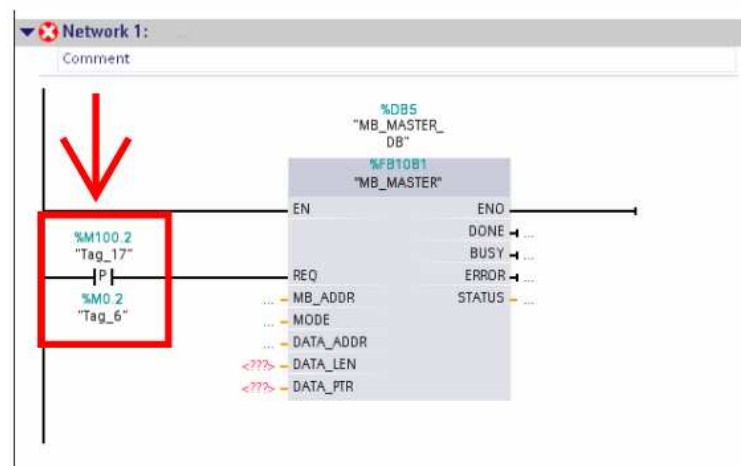 Network 1:
Comment
%DB5
"MB_MASTER_
DB"
%FB1081
"MB_MASTER"
EN
ENO
DONE
...
BUSY
...
%M100.2
"Tag_17"
P
REQ
ERROR
...
%M0.2
"Tag_6"
...
MB_ADDR
STATUS
...
...
MODE
...
DATA_ADDR
<???>
DATA_LEN
<???>
DATA_PTR